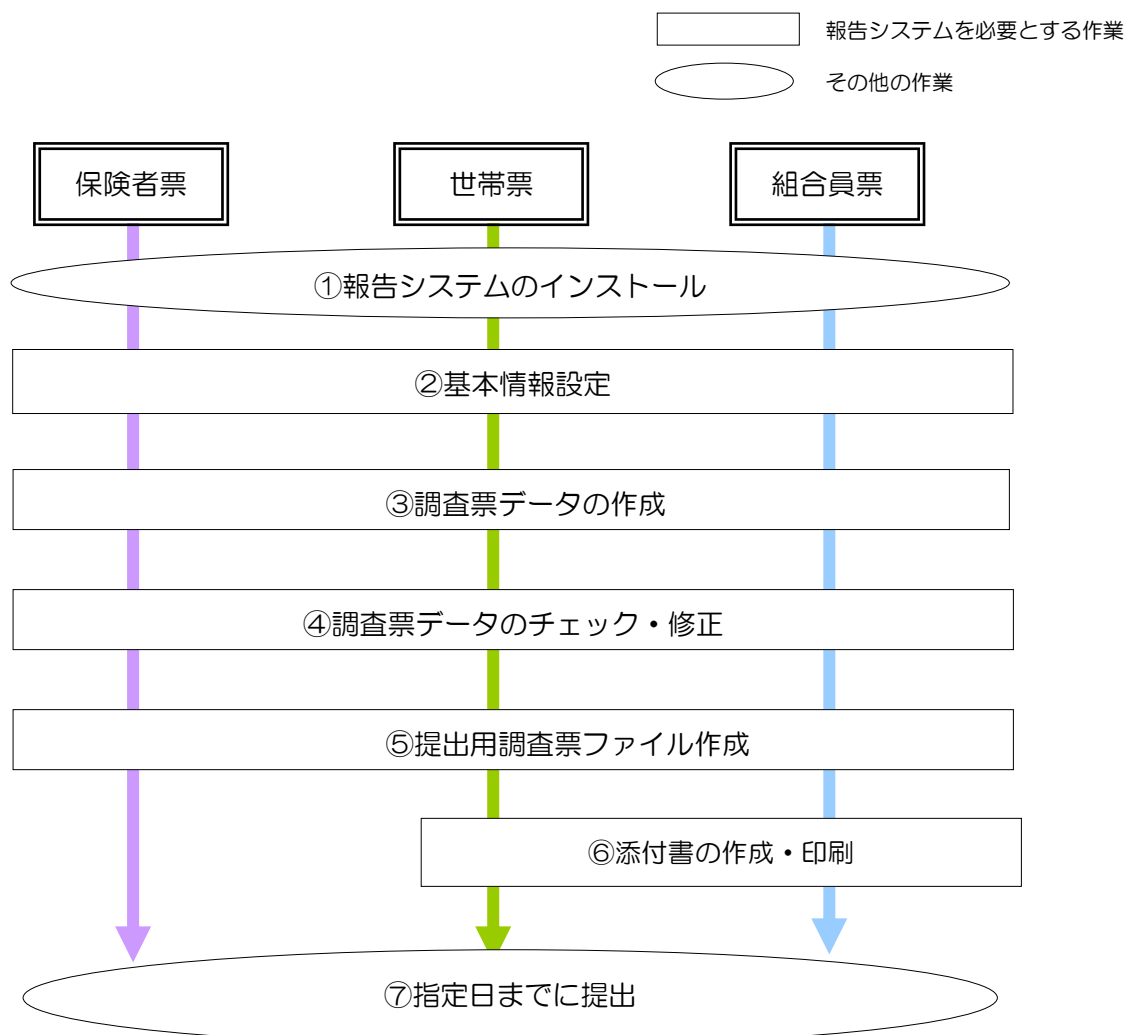 報告システムを必要とする作業
その他の作業
保険者票
世帯票
組合員票
①報告システムのインストール
②基本情報設定
③調査票データの作成
④調査票データのチェック・修正
⑤提出用調査票ファイル作成
⑥添付書の作成・印刷
⑦指定日までに提出